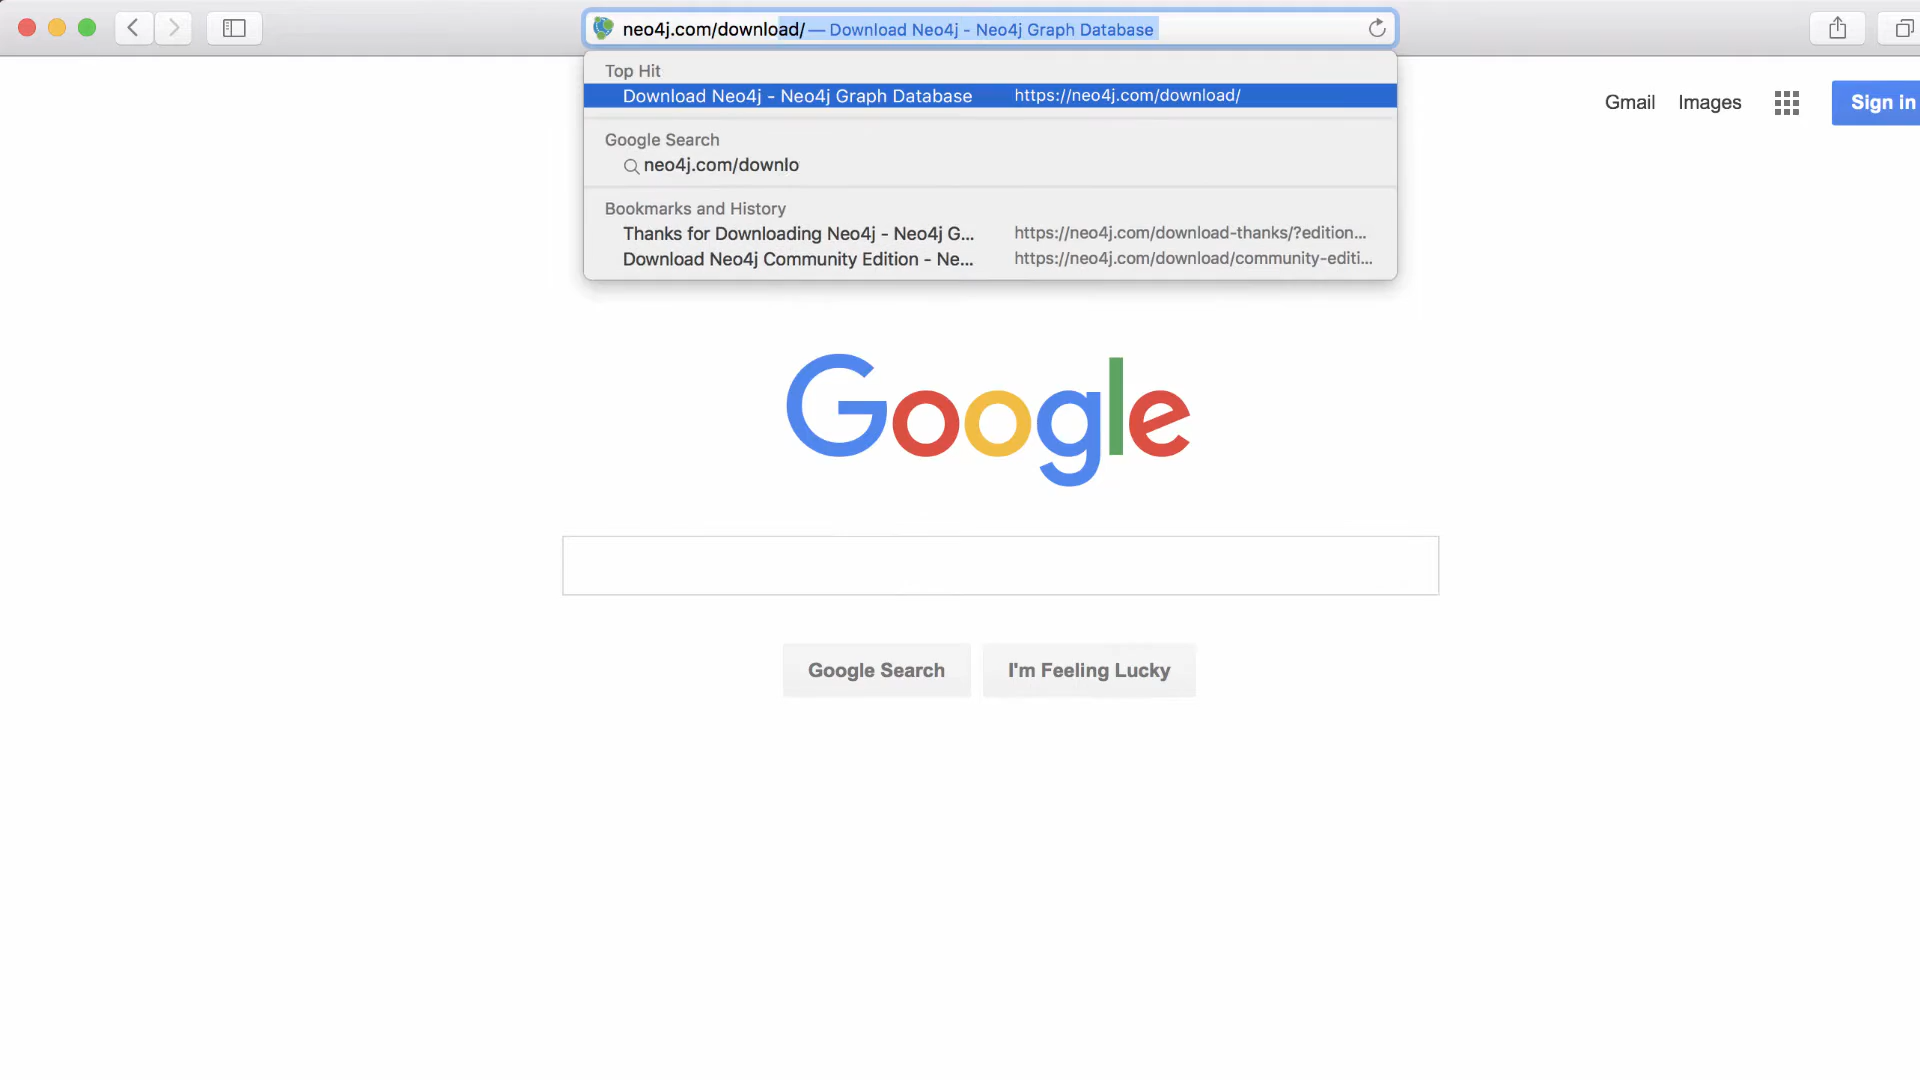 neo4j.com/download/ — Download Neo4j - Neo4j Graph Database
Top Hit
Download Neo4j - Neo4j Graph Database https://neo4j.com/download/
Google Search
neo4j.com/downlo
Bookmarks and History
Thanks for Downloading Neo4j - Neo4j G... https://neo4j.com/download-thanks/?edition...
Download Neo4j Community Edition - Ne... https://neo4j.com/download/community-editi...
Gmail Images Sign in
Google
Google Search I'm Feeling Lucky